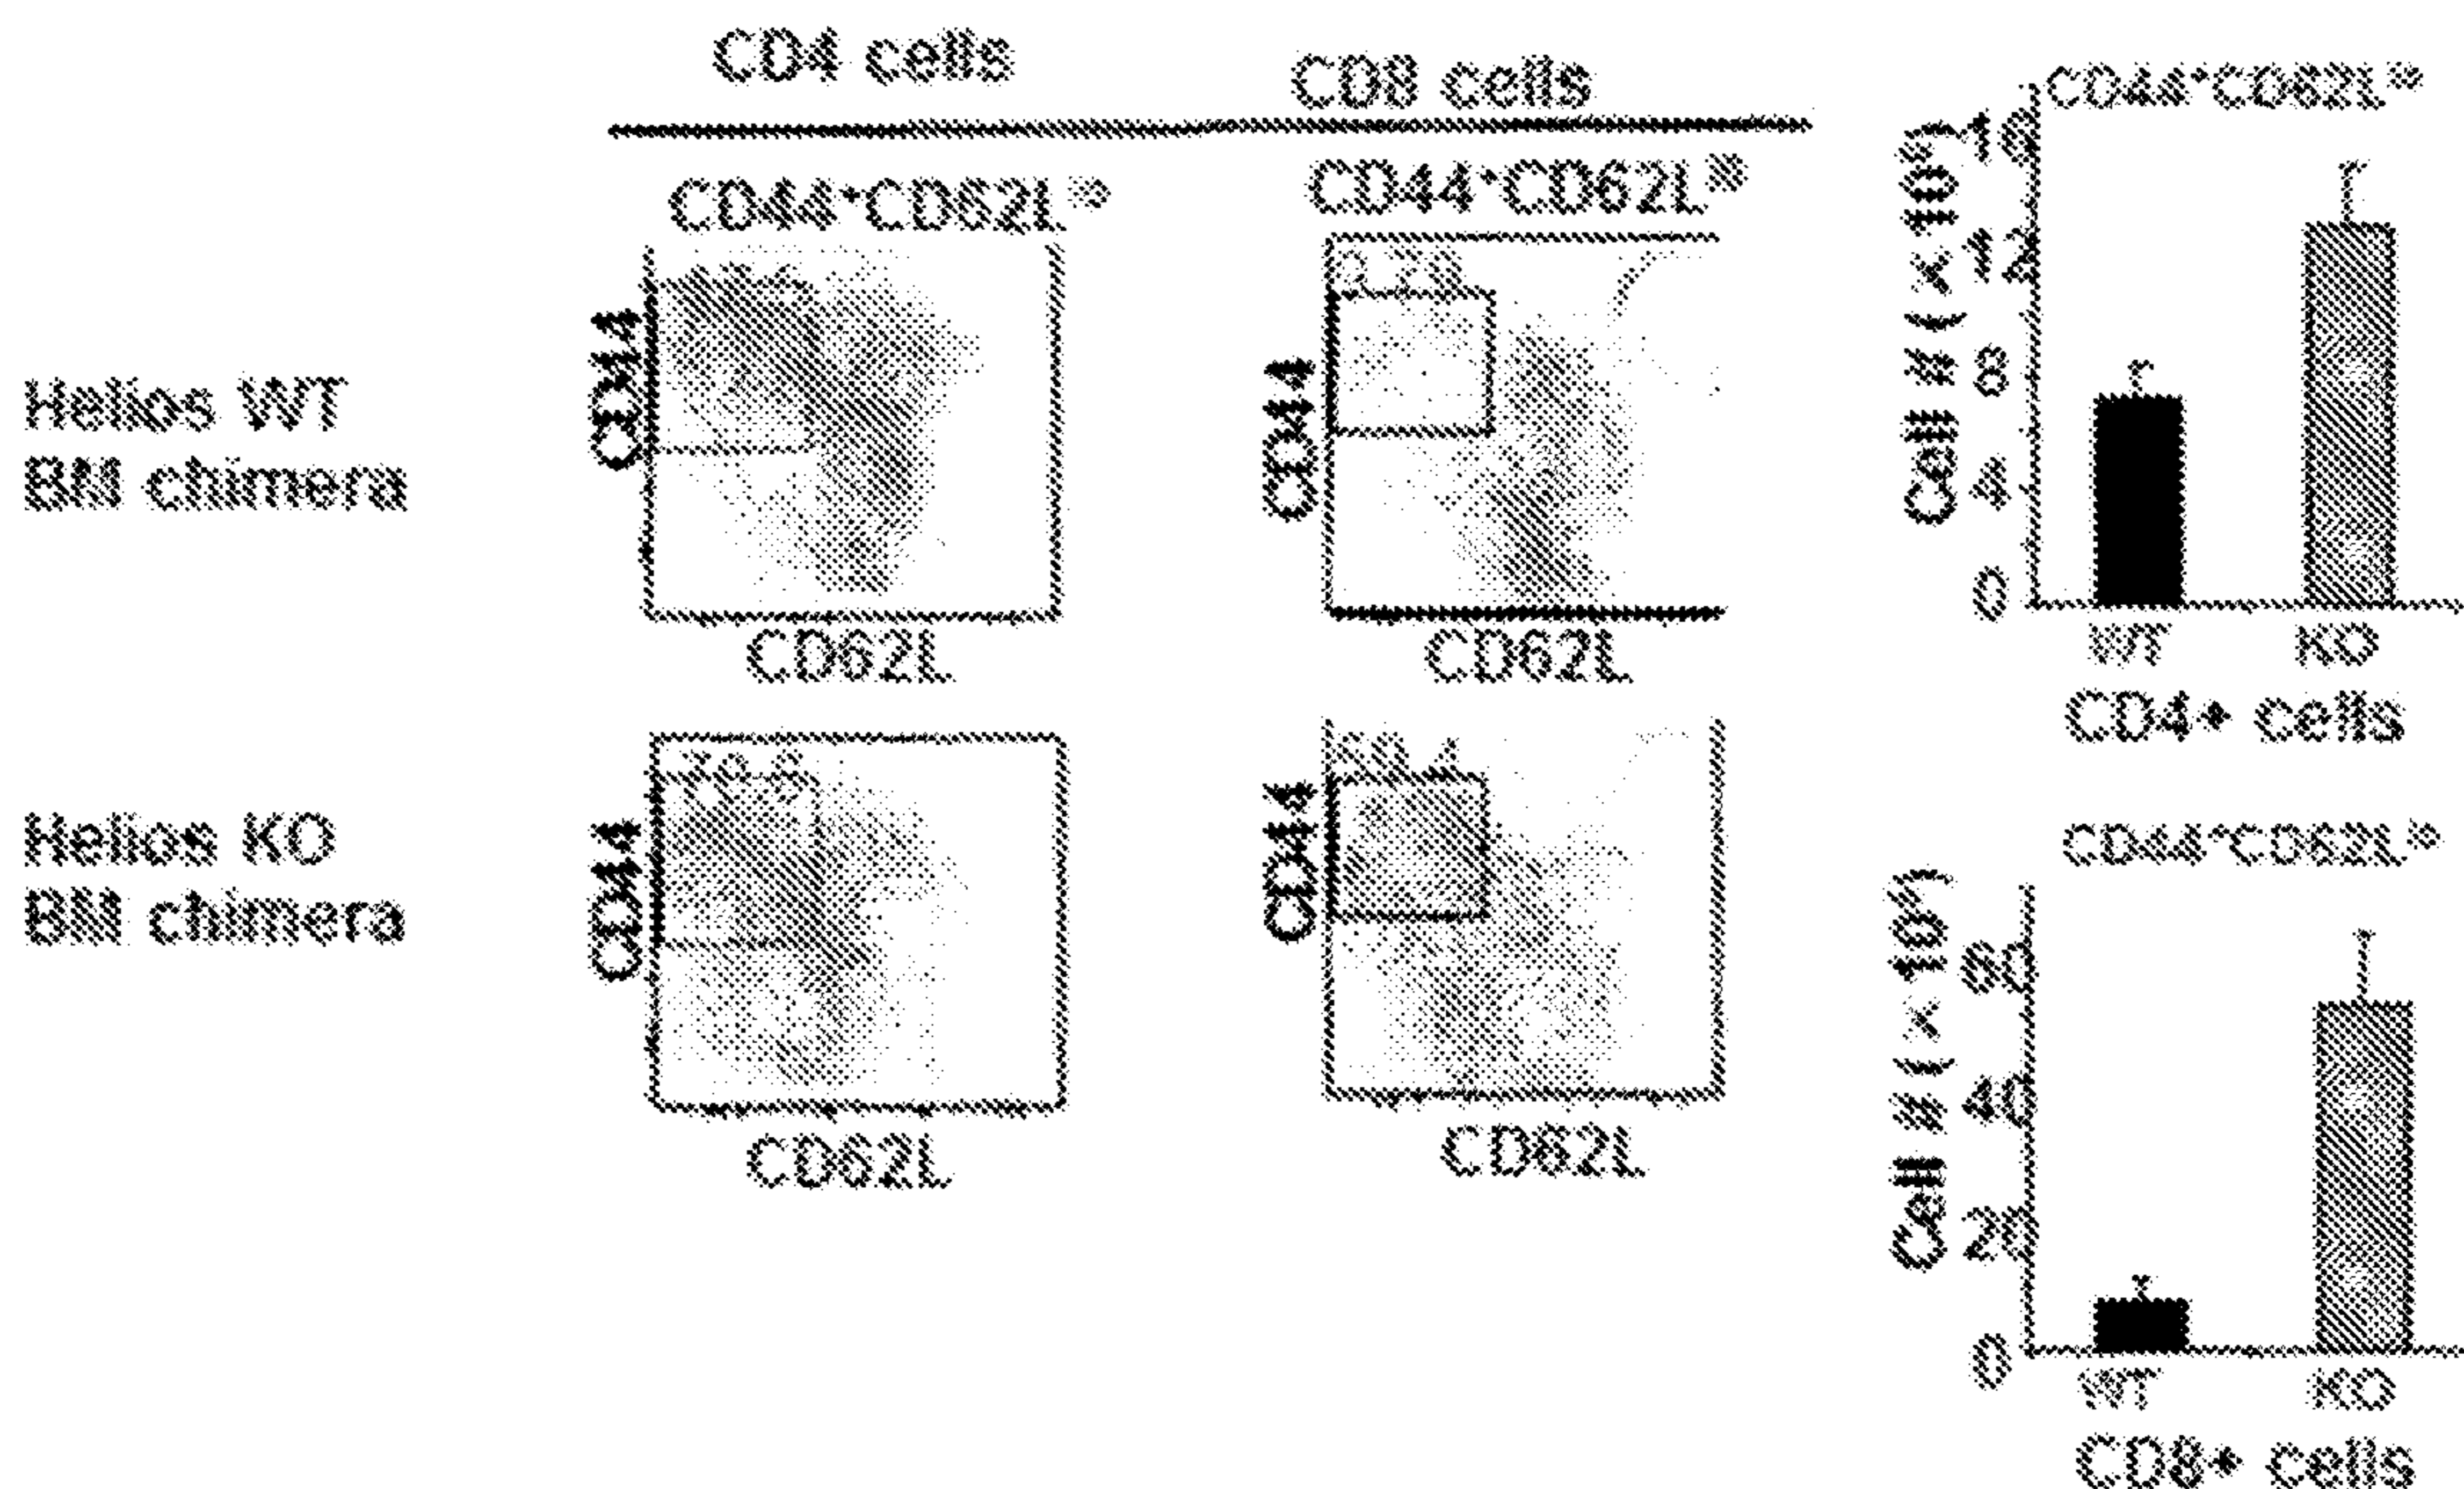 CD4 cells
CD8 cells
CD44⁺CD62Lˡᵒ
CD44⁺CD62Lˡᵒ
Helios WT
BM chimera
CD44
CD62L
CD44
CD62L
Helios KO
BM chimera
CD44
CD62L
CD44
CD62L
CD44⁺CD62Lˡᵒ
Cell # (
16
12
8
4
0
WT
KO
CD4+ cells
CD44⁺CD62Lˡᵒ
Cell # (
40
20
0
WT
KO
CD8+ cells